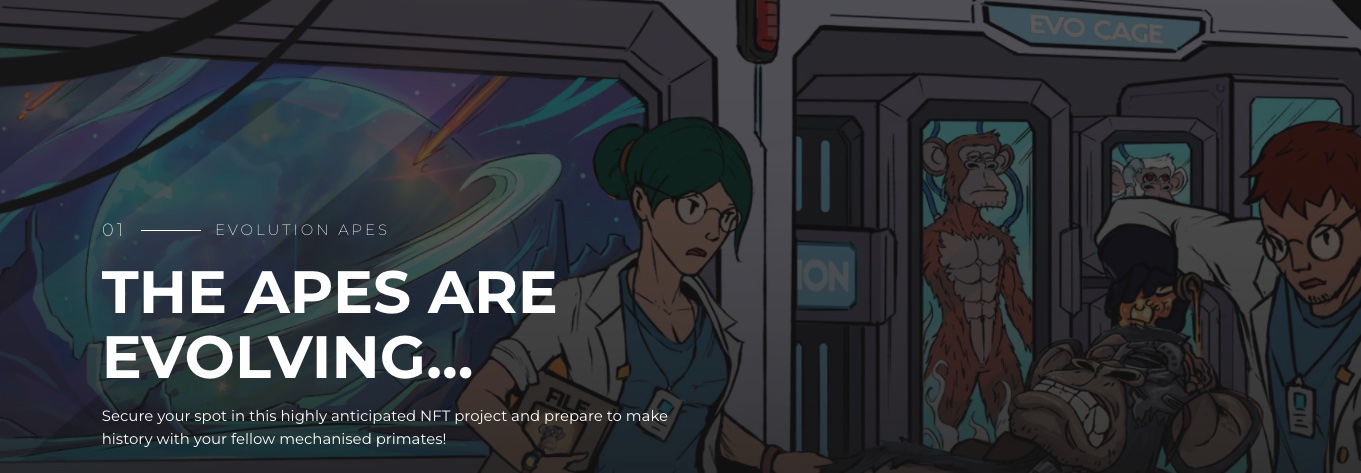 EVO CAGE
ION
01 EVOLUTION APES
THE APES ARE
EVOLVING...
FILE
Secure your spot in this highly anticipated NFT project and prepare to make
history with your fellow mechanised primates!